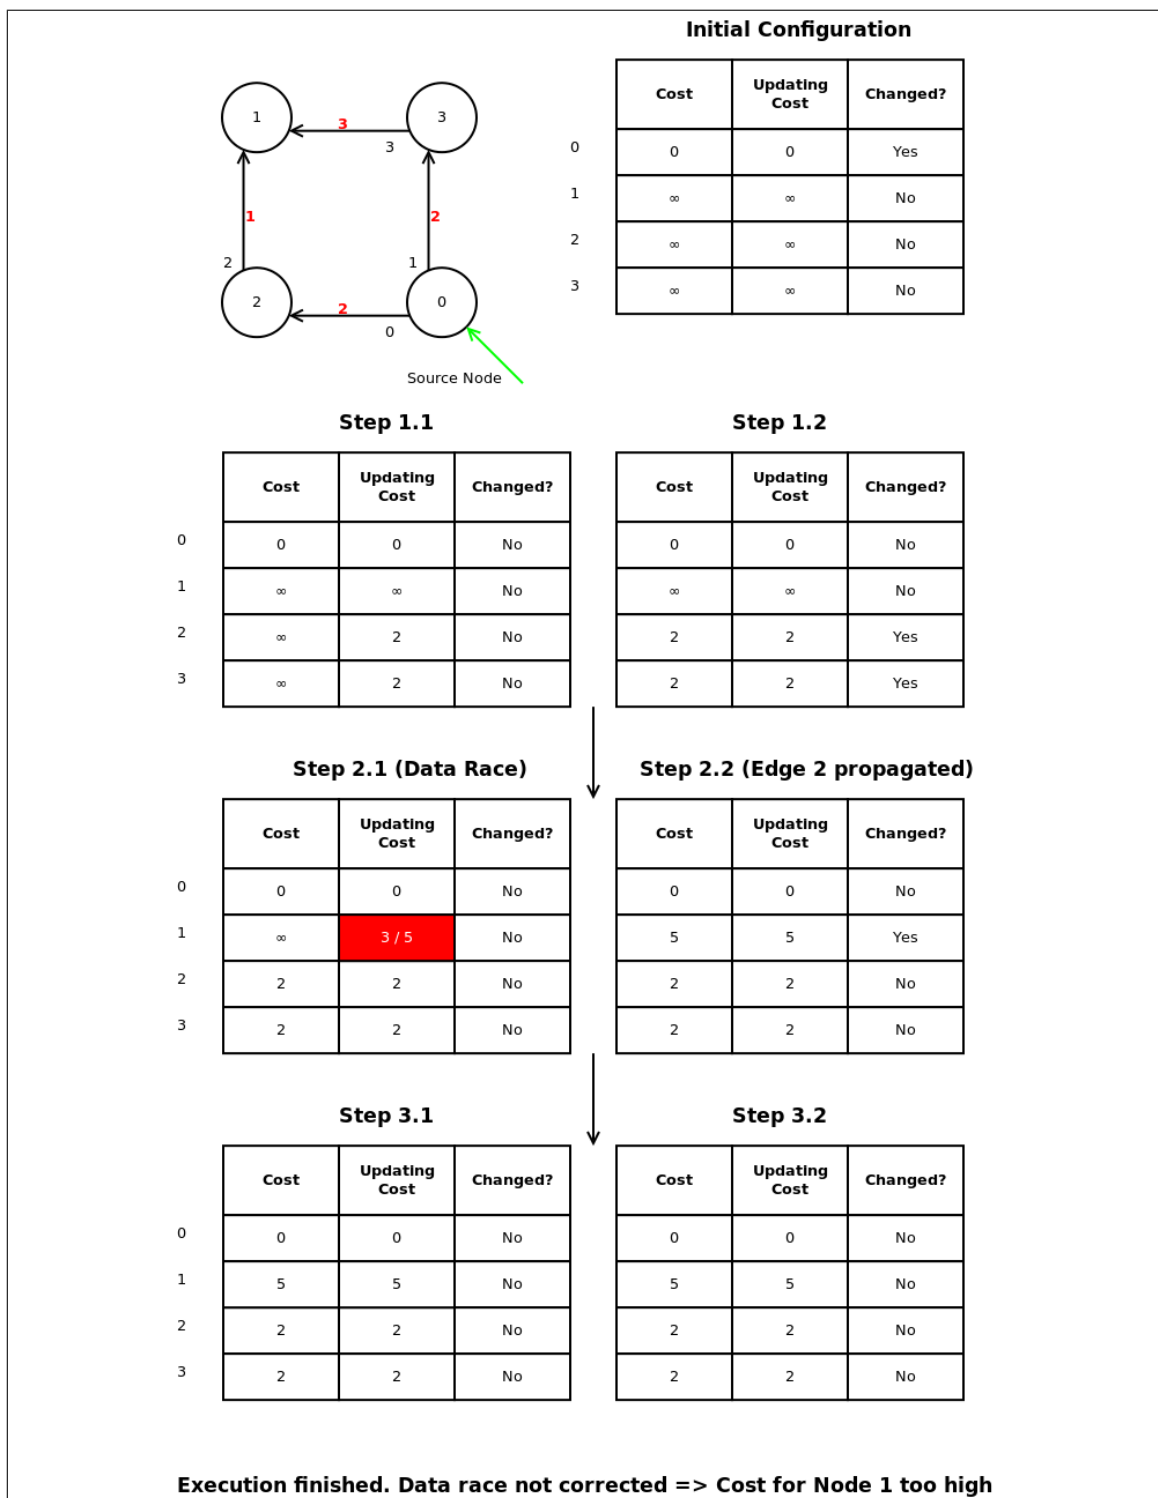 Initial Configuration
Cost Updating Cost Changed?
0 0 0 Yes
1 ∞ ∞ No
2 ∞ ∞ No
3 ∞ ∞ No
1 3
3
3
1 2
2 1
2 0
2
0
Source Node
Step 1.1
Cost Updating Cost Changed?
0 0 0 No
1 ∞ ∞ No
2 ∞ 2 No
3 ∞ 2 No
Step 1.2
Cost Updating Cost Changed?
0 0 No
∞ ∞ No
2 2 Yes
2 2 Yes
Step 2.1 (Data Race)
Cost Updating Cost Changed?
0 0 0 No
1 ∞ 3 / 5 No
2 2 2 No
3 2 2 No
Step 2.2 (Edge 2 propagated)
Cost Updating Cost Changed?
0 0 No
5 5 Yes
2 2 No
2 2 No
Step 3.1
Cost Updating Cost Changed?
0 0 0 No
1 5 5 No
2 2 2 No
3 2 2 No
Step 3.2
Cost Updating Cost Changed?
0 0 No
5 5 No
2 2 No
2 2 No
Execution finished. Data race not corrected => Cost for Node 1 too high